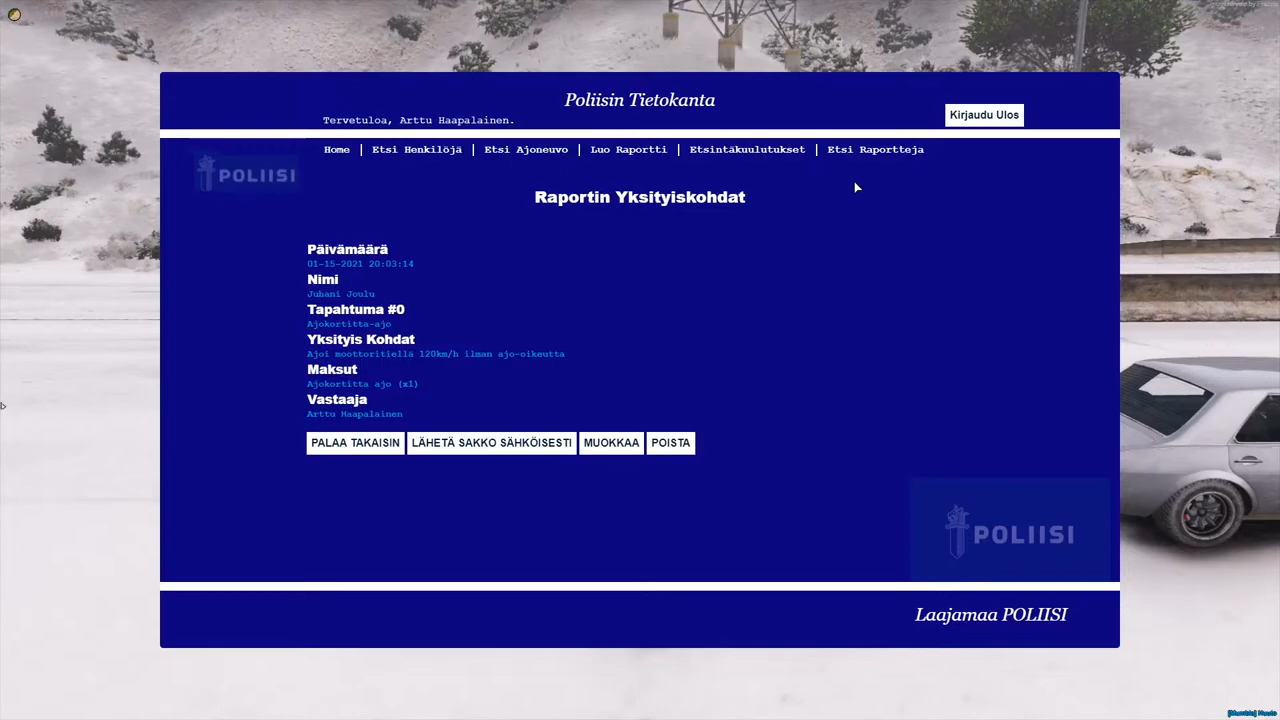 Poliisin Tietokanta
Tervetuloa, Arttu Haapalainen.
Kirjaudu Ulos
Home | Etsi Henkilöjä | Etsi Ajoneuvo | Luo Raportti | Etsintäkuulutukset | Etsi Raportteja
POLIISI
Raportin Yksityiskohdat
Päivämäärä
01-15-2021 20:03:14
Nimi
Juhani Joulu
Tapahtuma #0
Ajokortitta-ajo
Yksityis Kohdat
Ajoi moottoritiellä 120km/h ilman ajo-oikeutta
Maksut
Ajokortitta ajo (x1)
Vastaaja
Arttu Haapalainen
PALAA TAKAISIN LÄHETÄ SAKKO SÄHKÖISESTI MUOKKAA POISTA
POLIISI
Laajamaa POLIISI